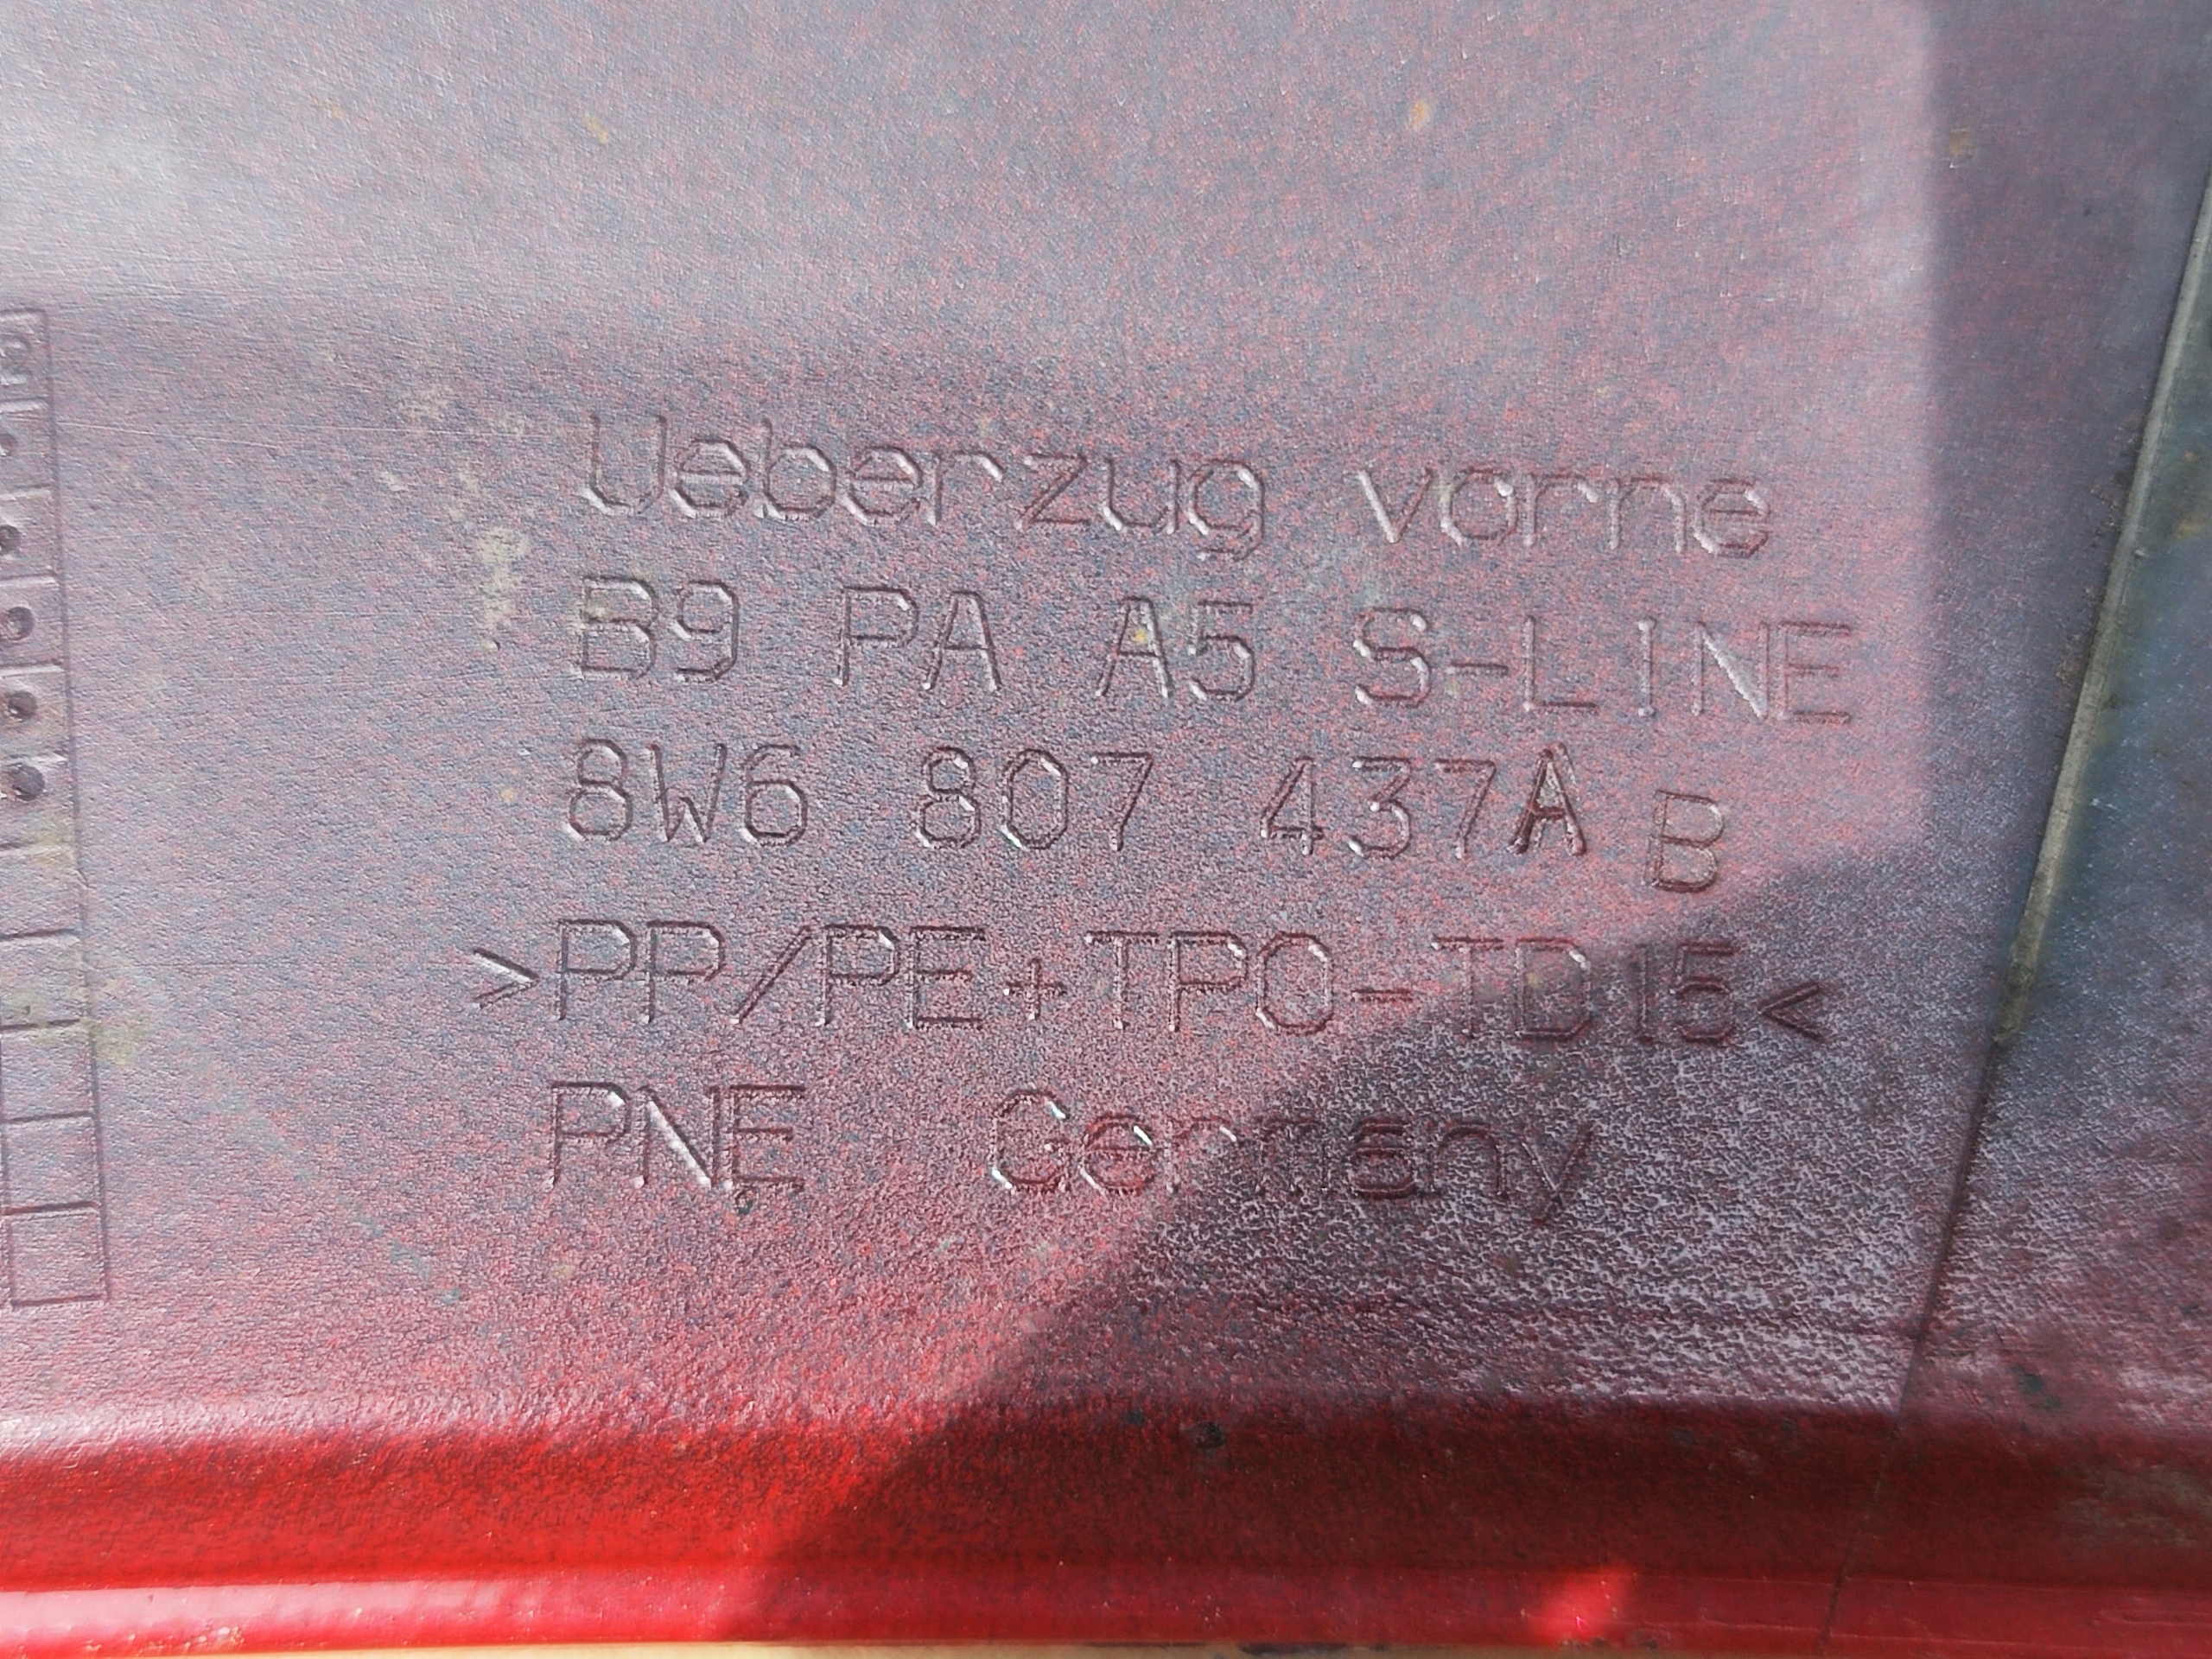 Ueberzug vorne
B9 PA A5 S-LINE
8W6 807 437A B
>PP/PE+TPO-TD15<
PNE Germany